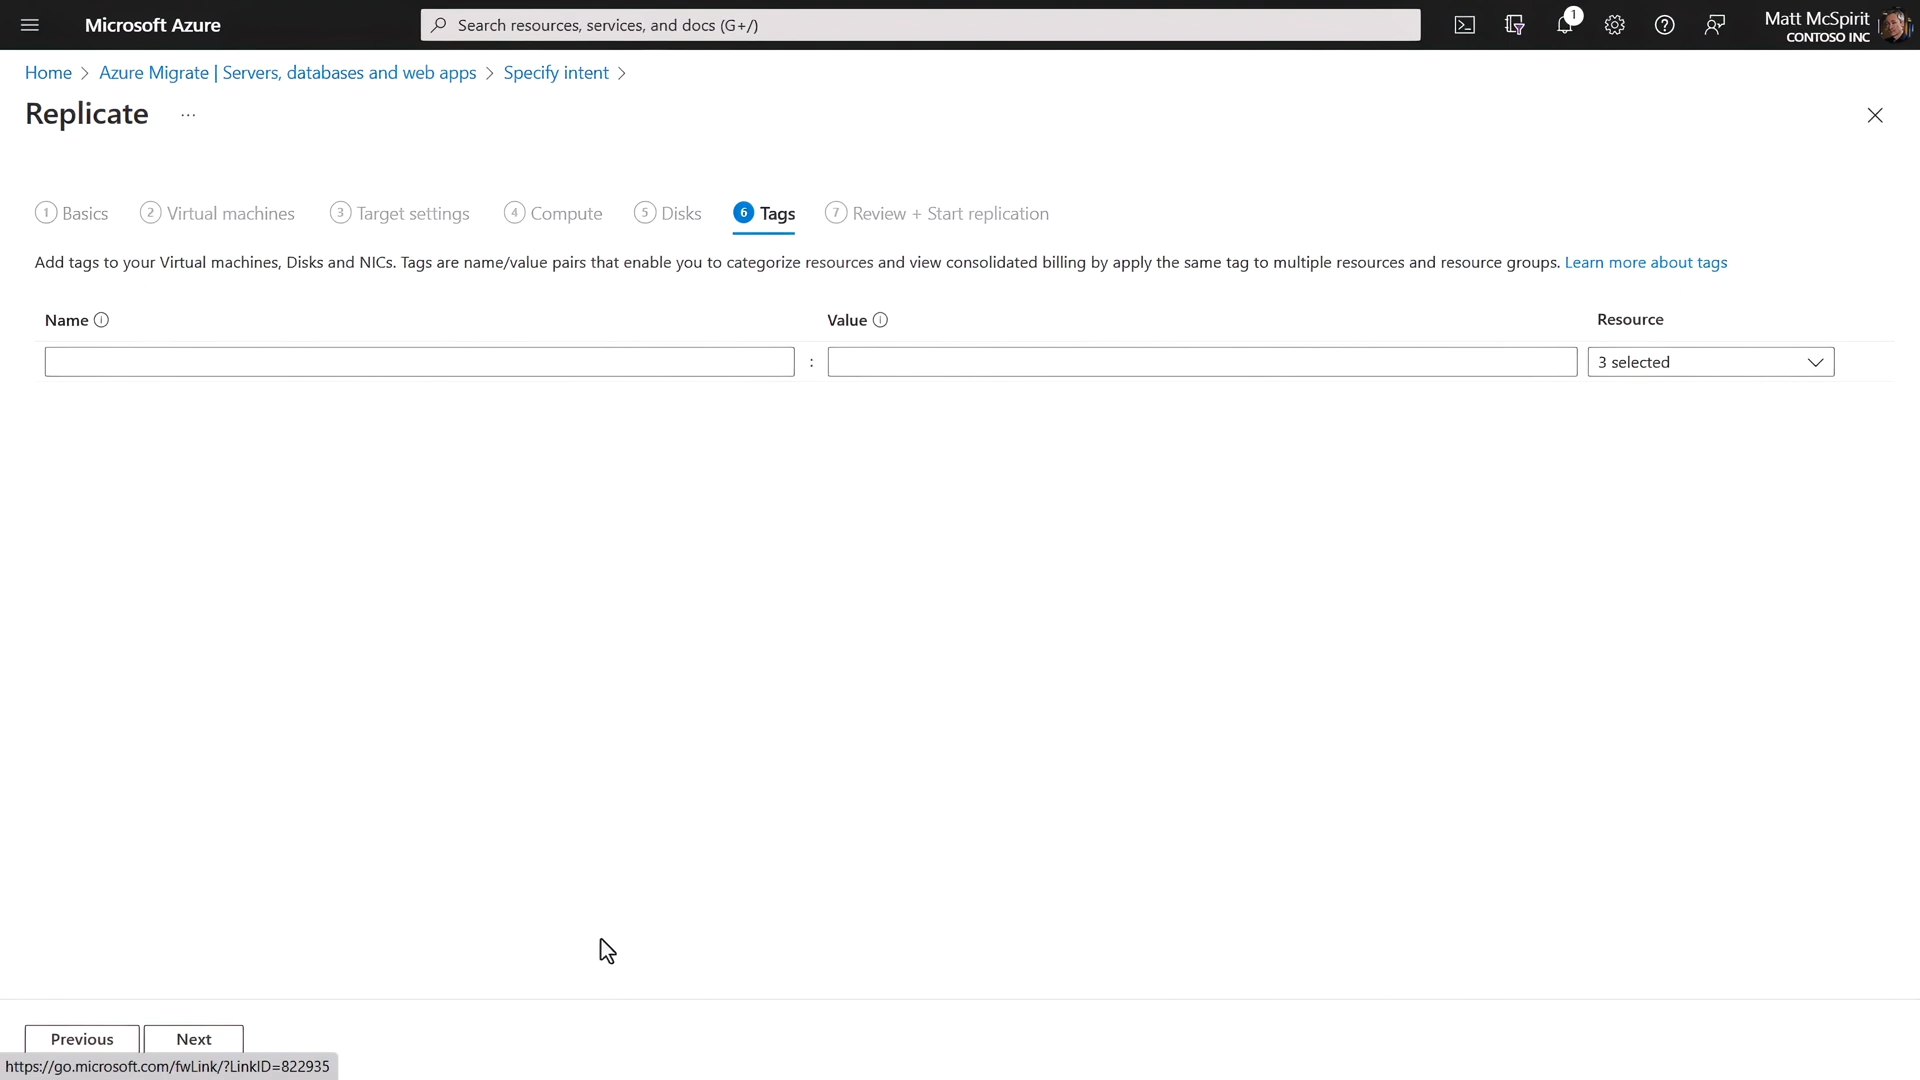 Microsoft Azure
Search resources, services, and docs (G+/)
1
Matt McSpirit
CONTOSO INC
Home > Azure Migrate | Servers, databases and web apps > Specify intent >
Replicate ...
1 Basics 2 Virtual machines 3 Target settings 4 Compute 5 Disks 6 Tags 7 Review + Start replication
Add tags to your Virtual machines, Disks and NICs. Tags are name/value pairs that enable you to categorize resources and view consolidated billing by apply the same tag to multiple resources and resource groups. Learn more about tags
Name Value Resource
: 3 selected
Previous Next
https://go.microsoft.com/fwLink/?LinkID=822935